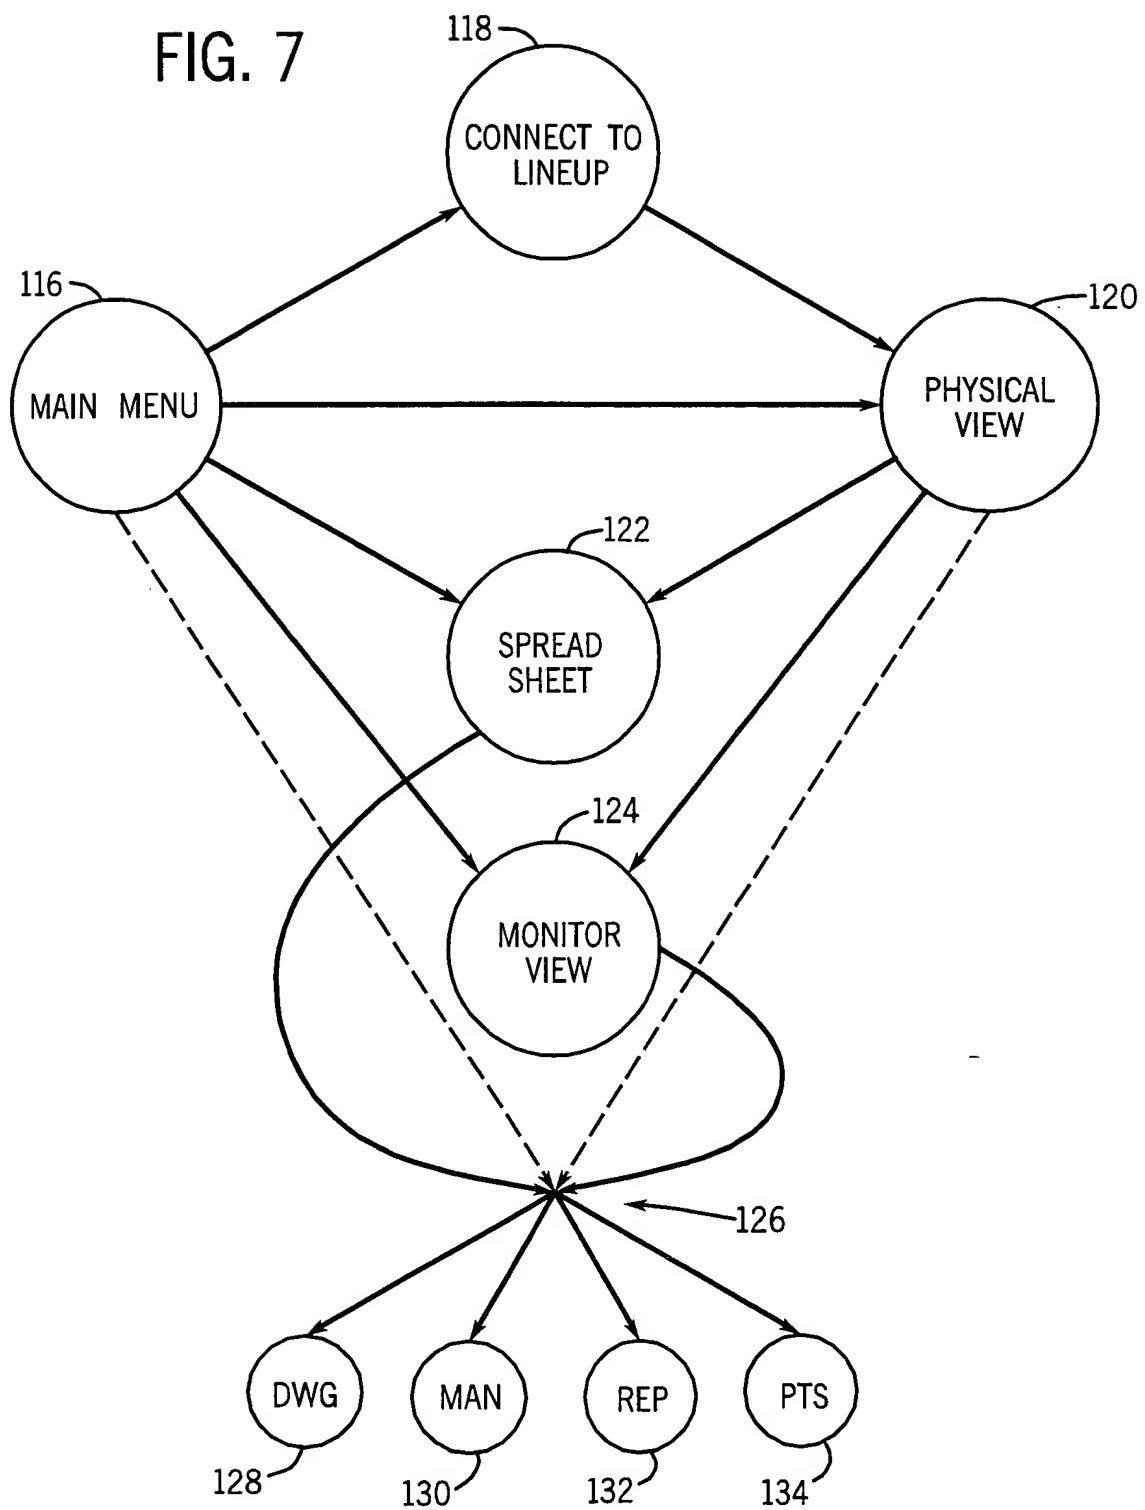 FIG. 7
118
CONNECT TO
LINEUP
116
MAIN MENU
120
PHYSICAL
VIEW
122
SPREAD
SHEET
124
MONITOR
VIEW
126
DWG
MAN
REP
PTS
128
130
132
134